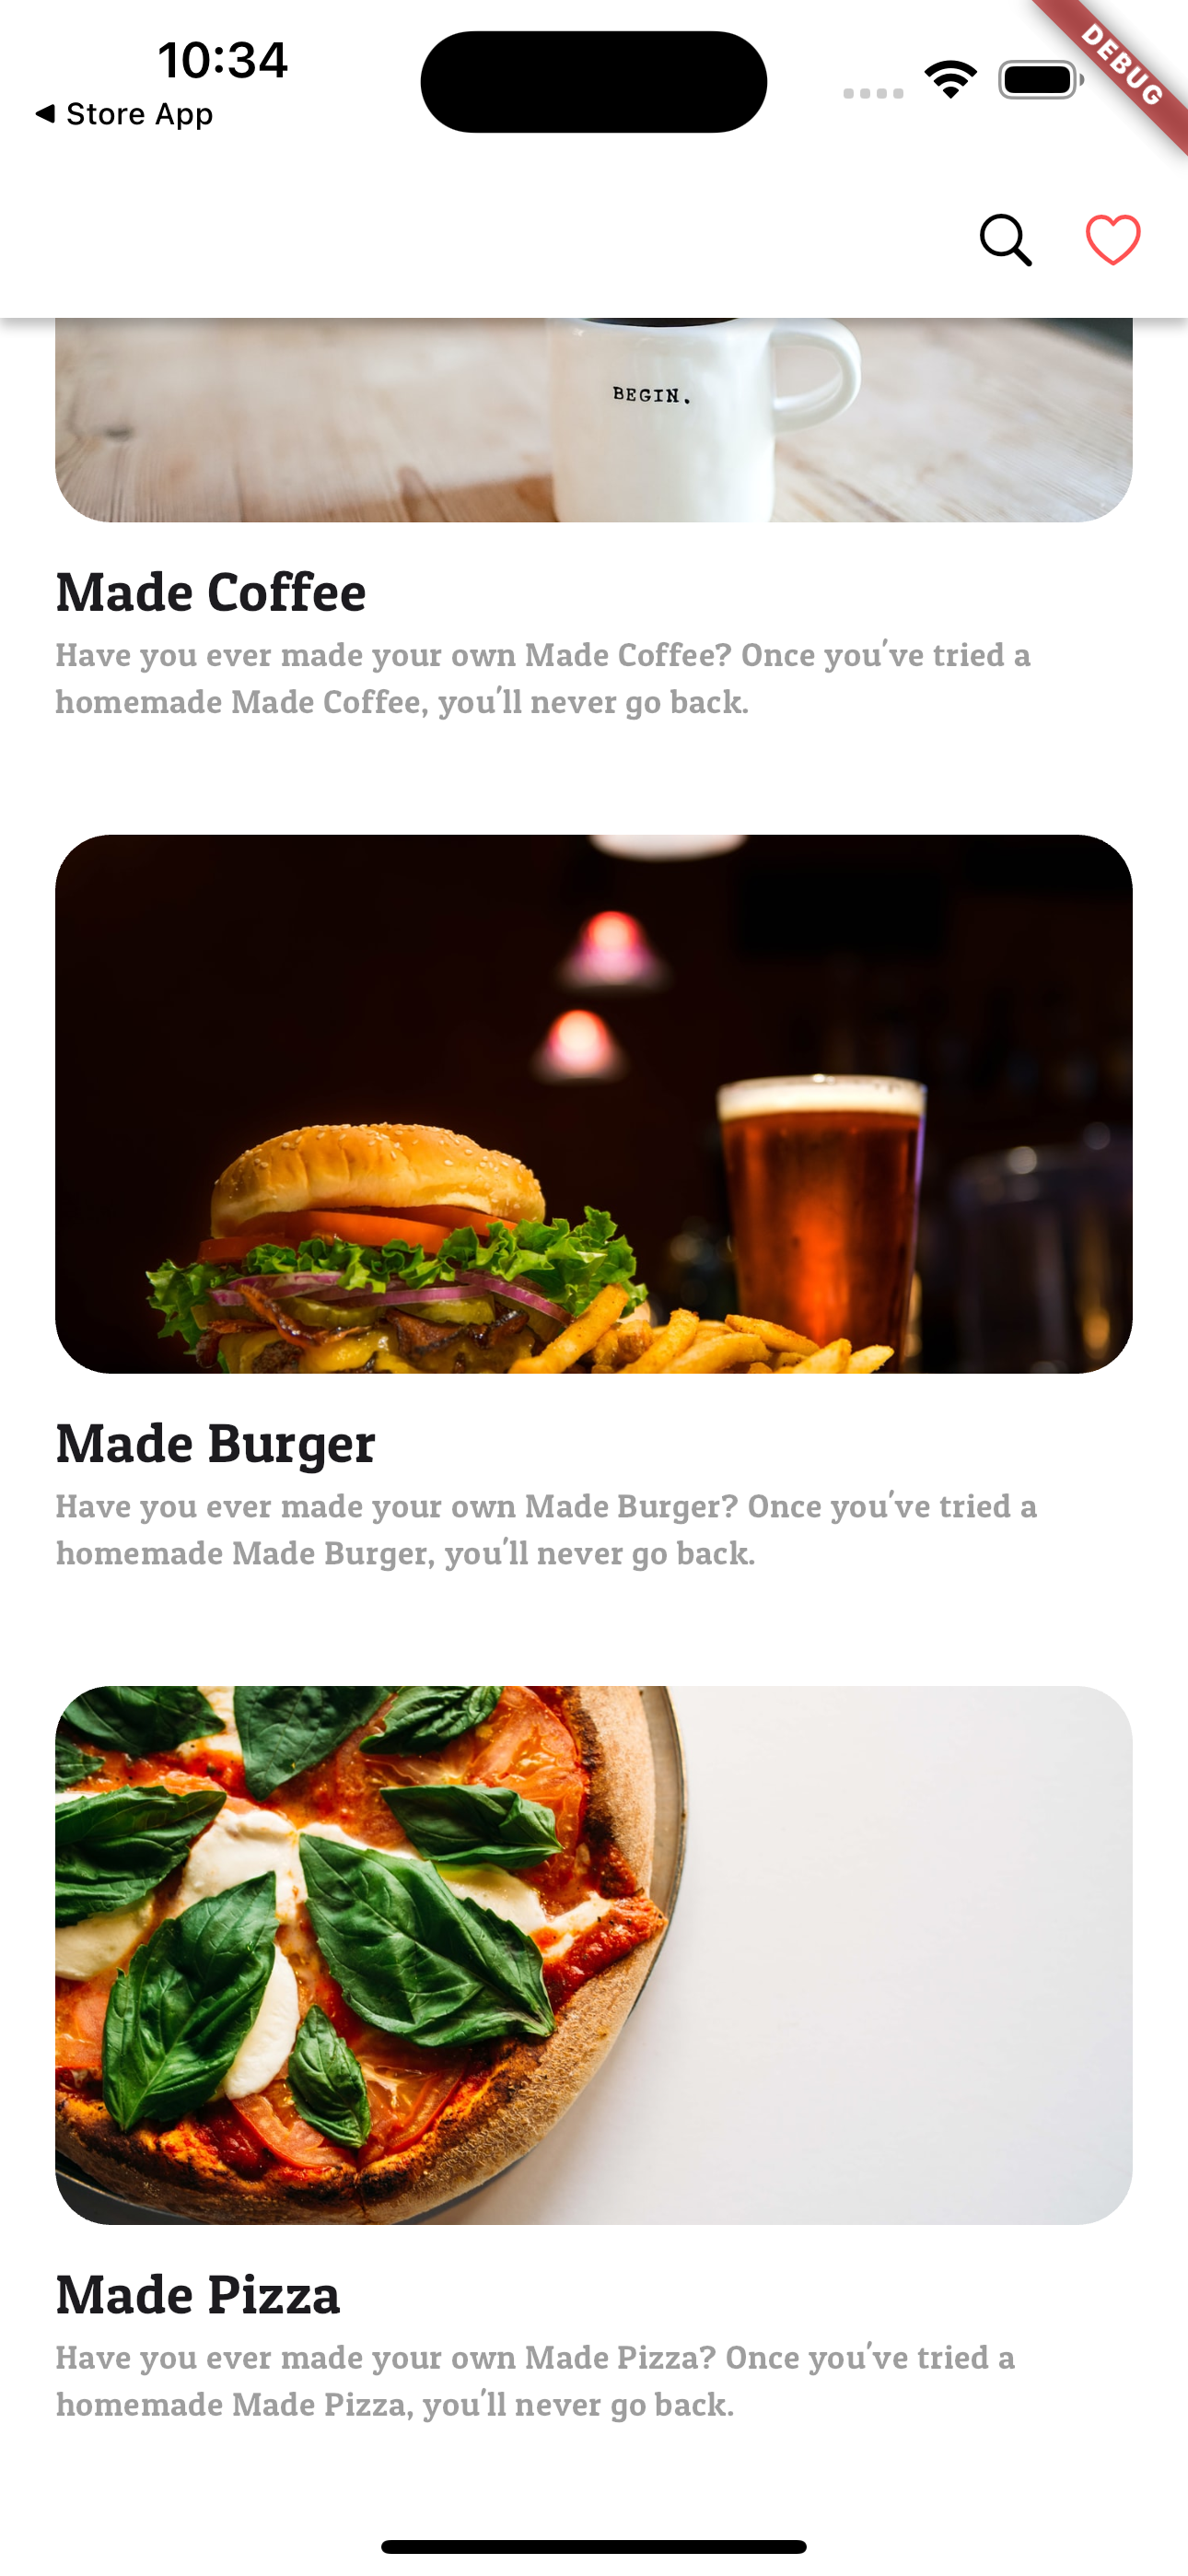 10:34
DEBUG
◀ Store App
BEGIN.
Made Coffee
Have you ever made your own Made Coffee? Once you've tried a
homemade Made Coffee, you'll never go back.
Made Burger
Have you ever made your own Made Burger? Once you've tried a
homemade Made Burger, you'll never go back.
Made Pizza
Have you ever made your own Made Pizza? Once you've tried a
homemade Made Pizza, you'll never go back.